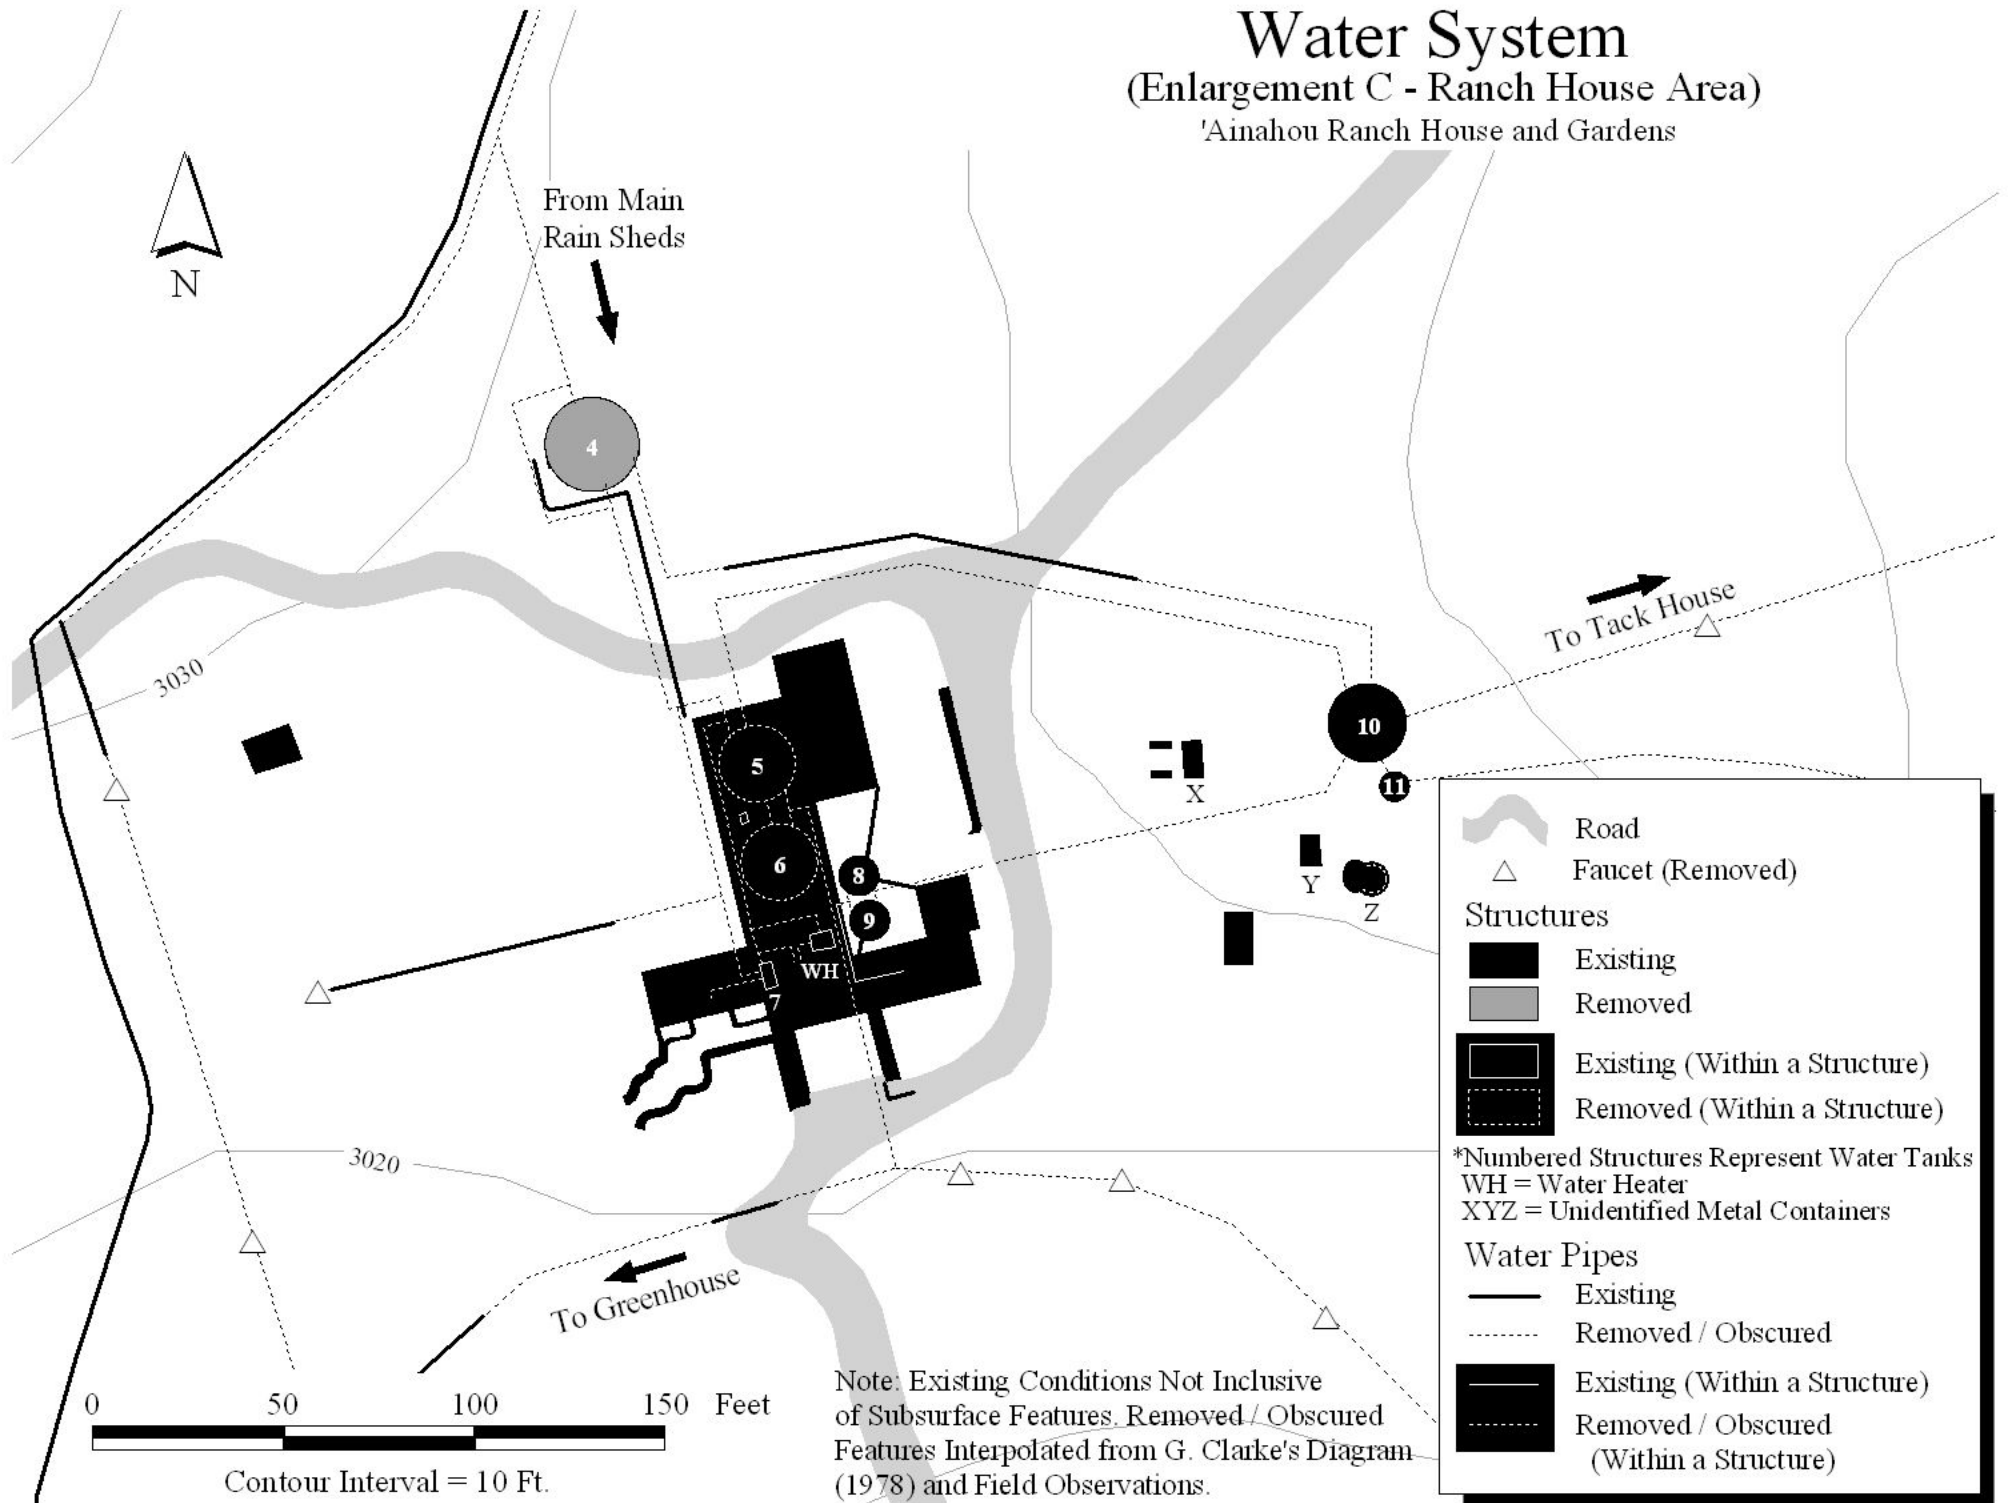 Water System
(Enlargement C - Ranch House Area)
'Ainahou Ranch House and Gardens
From Main
Rain Sheds
N
4
To Tack House
3030
5
10
11
X
6
8
Y
Z
9
WH
7
3020
To Greenhouse
Road
Faucet (Removed)
Structures
Existing
Removed
Existing (Within a Structure)
Removed (Within a Structure)
*Numbered Structures Represent Water Tanks
WH = Water Heater
XYZ = Unidentified Metal Containers
Water Pipes
Existing
Removed / Obscured
Existing (Within a Structure)
Removed / Obscured
(Within a Structure)
0 50 100 150 Feet
Contour Interval = 10 Ft.
Note: Existing Conditions Not Inclusive
of Subsurface Features. Removed / Obscured
Features Interpolated from G. Clarke's Diagram
(1978) and Field Observations.